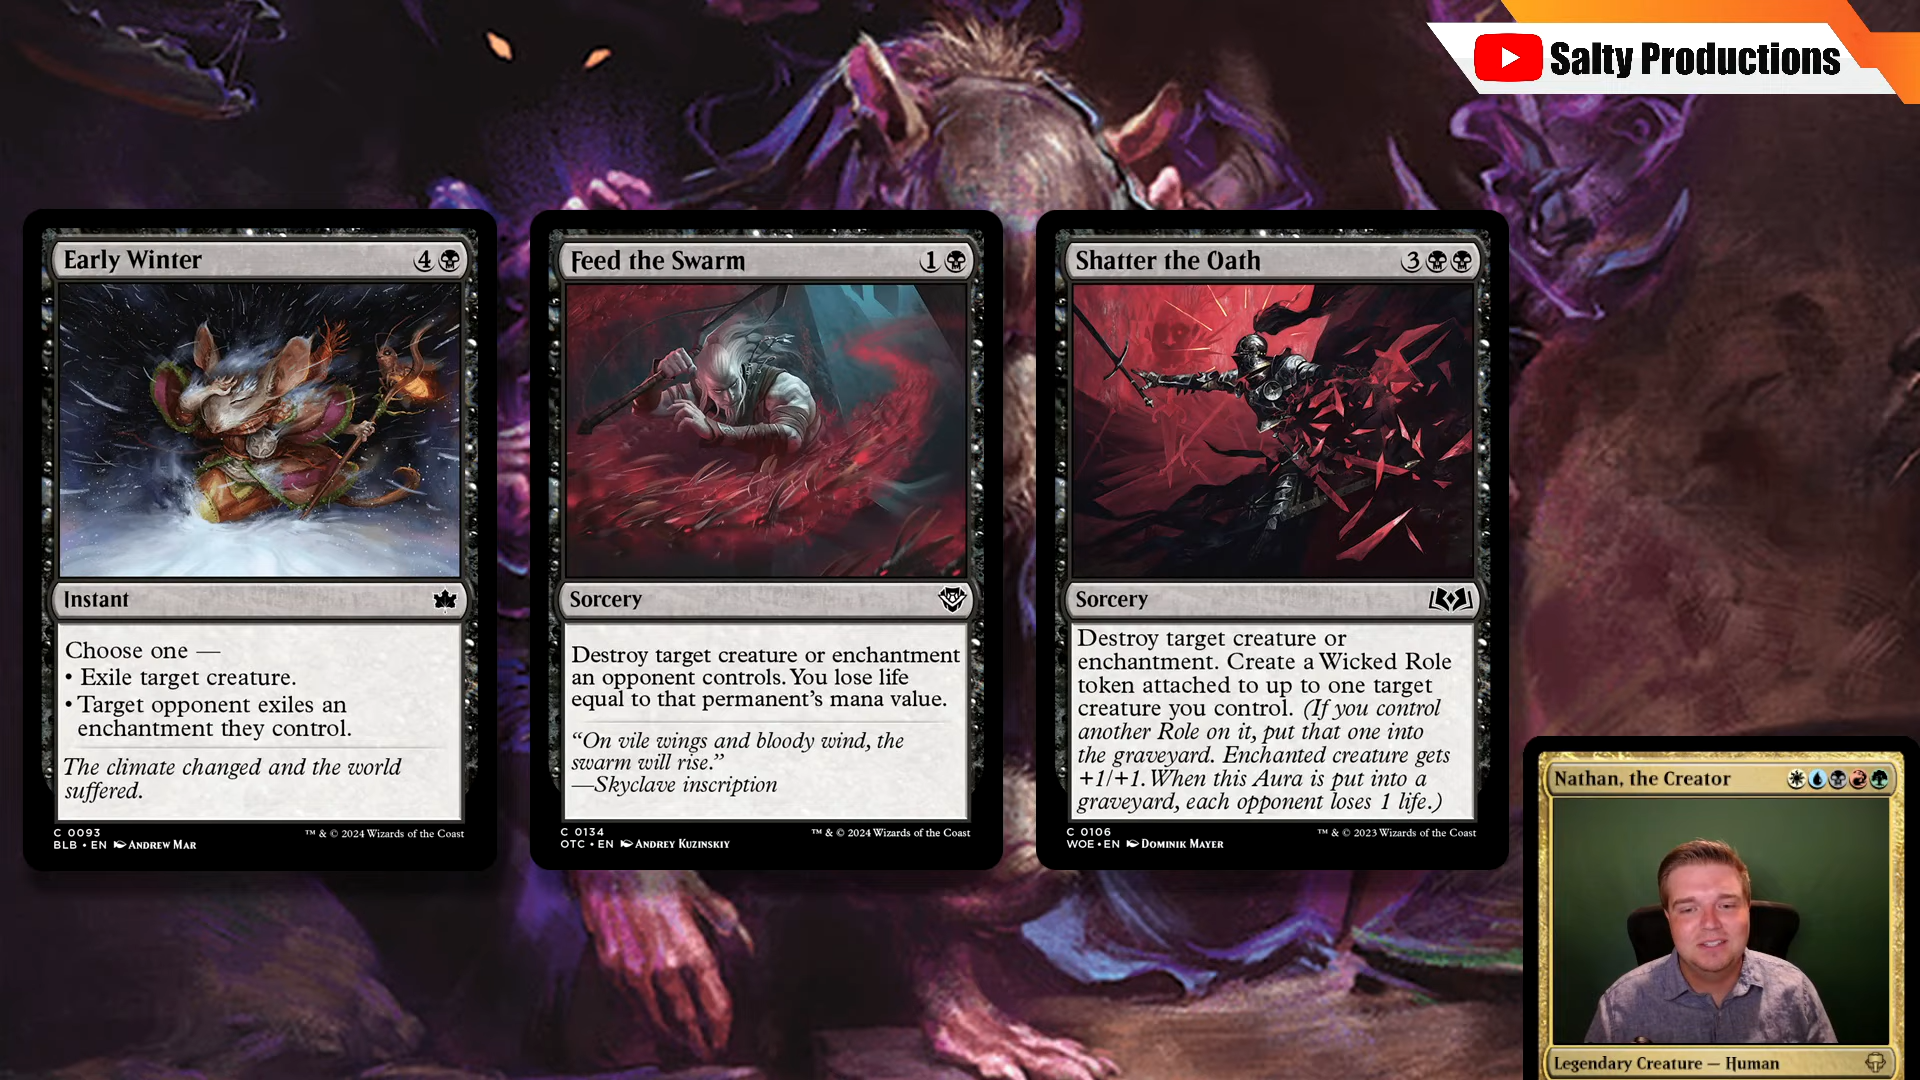 Salty Productions
Early Winter 4
Instant
Choose one —
• Exile target creature.
• Target opponent exiles an
enchantment they control.
The climate changed and the world
suffered.
C 0093
BLB • EN ANDREW MAR
™ & © 2024 Wizards of the Coast
Feed the Swarm 1
Sorcery
Destroy target creature or enchantment
an opponent controls. You lose life
equal to that permanent's mana value.
“On vile wings and bloody wind, the
swarm will rise.”
—Skyclave inscription
C 0134
OTC • EN ANDREY KUZINSKIY
™ & © 2024 Wizards of the Coast
Shatter the Oath 3
Sorcery
Destroy target creature or
enchantment. Create a Wicked Role
token attached to up to one target
creature you control. (If you control
another Role on it, put that one into
the graveyard. Enchanted creature gets
+1/+1. When this Aura is put into a
graveyard, each opponent loses 1 life.)
C 0106
WOE • EN DOMINIK MAYER
™ & © 2023 Wizards of the Coast
Nathan, the Creator
Legendary Creature — Human